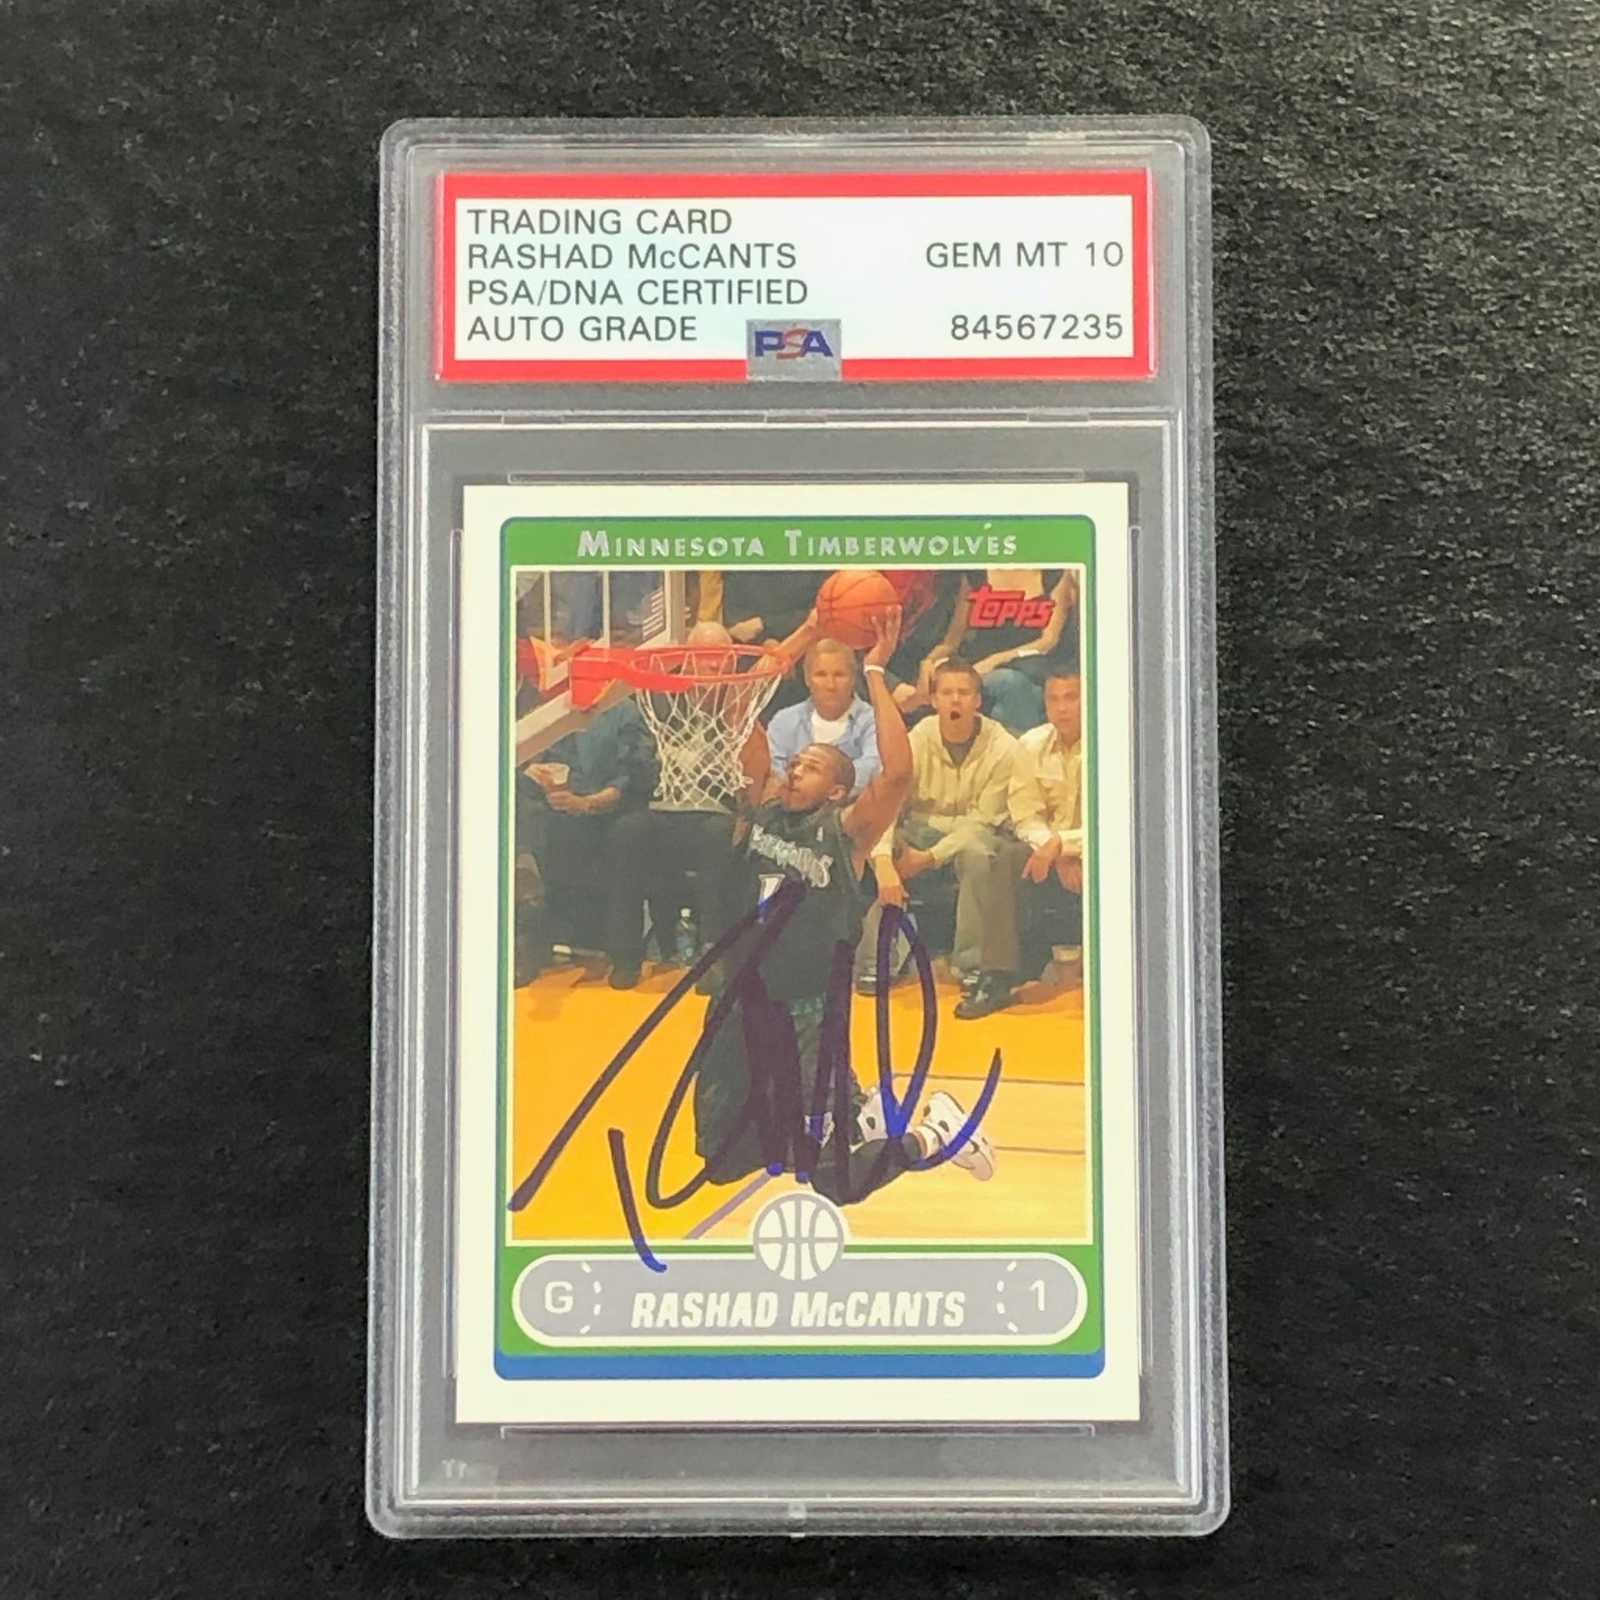 TRADING CARD
RASHAD McCANTS
PSA/DNA CERTIFIED
AUTO GRADE
GEM MT 10
84567235
PSA
MINNESOTA TIMBERWOLVES
TOPPS
G
RASHAD McCANTS
1